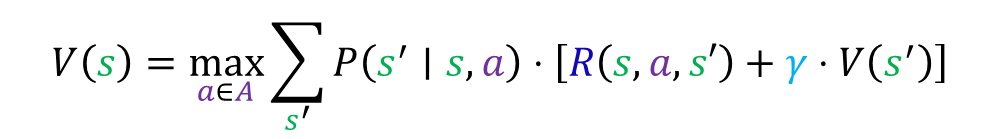 V(s) = max_{a∈A} ∑_{s′} P(s′ | s, a) · [R(s, a, s′) + γ · V(s′)]